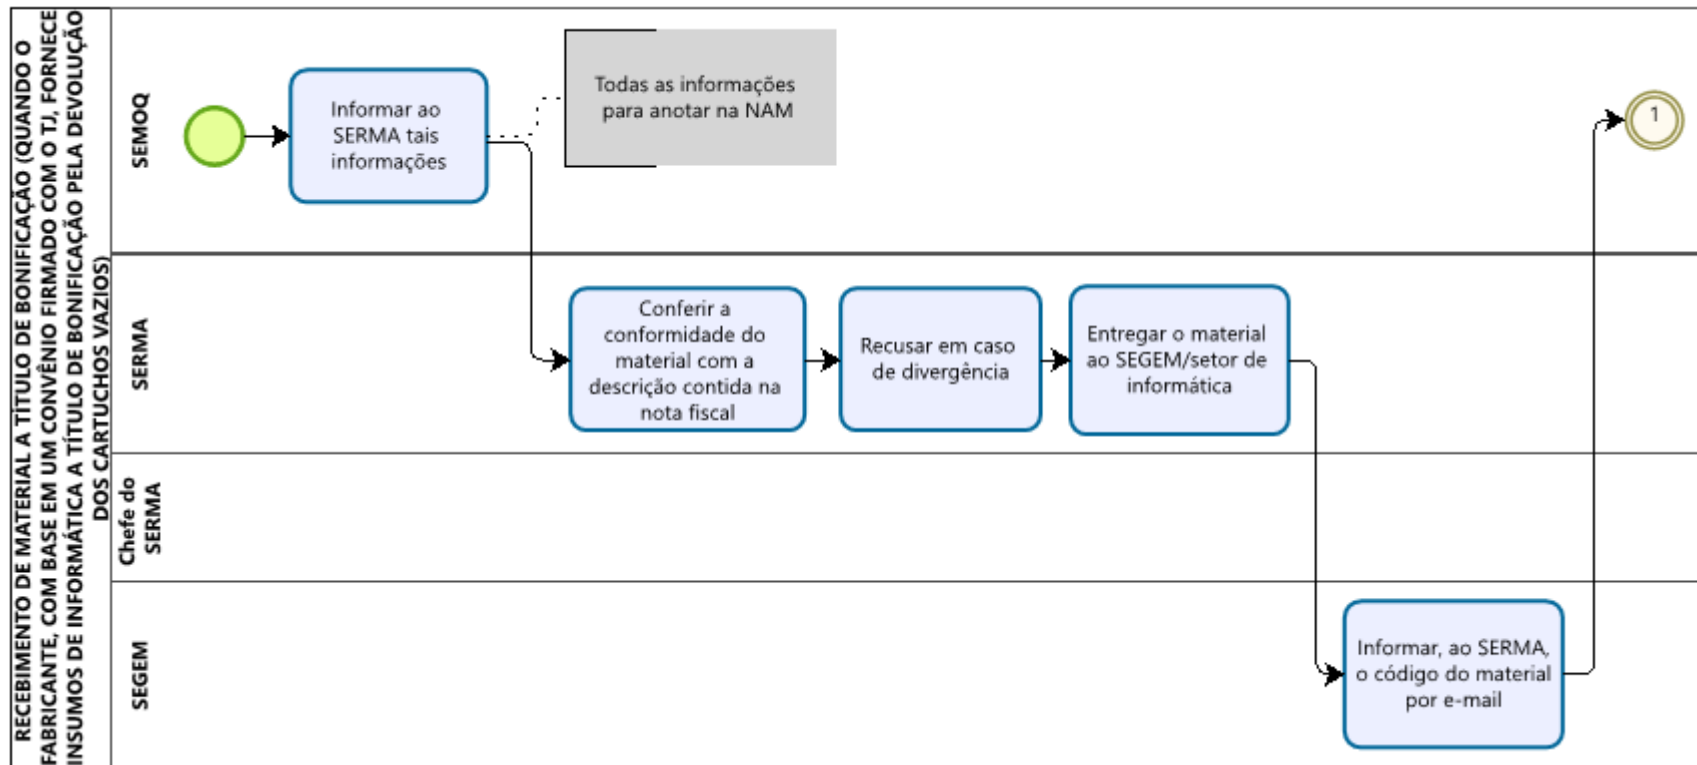 RECEBIMENTO DE MATERIAL A TÍTULO DE BONIFICAÇÃO (QUANDO O
FABRICANTE, COM BASE EM UM CONVÊNIO FIRMADO COM O TJ, FORNECE
INSUMOS DE INFORMÁTICA A TÍTULO DE BONIFICAÇÃO PELA DEVOLUÇÃO
DOS CARTUCHOS VAZIOS)
SEMOQ
Informar ao
SERMA tais
informações
Todas as informações
para anotar na NAM
1
SERMA
Conferir a
conformidade do
material com a
descrição contida na
nota fiscal
Recusar em caso
de divergência
Entregar o material
ao SEGEM/setor de
informática
Chefe do
SERMA
SEGEM
Informar, ao SERMA,
o código do material
por e-mail